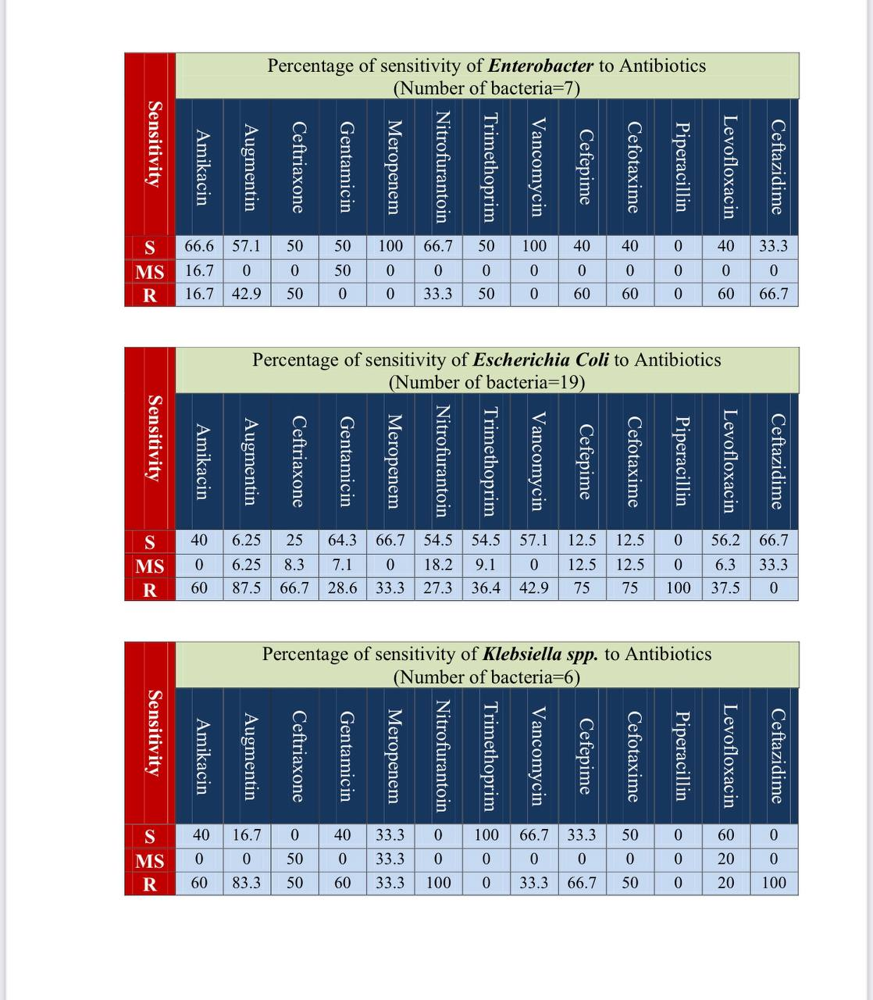 Percentage of sensitivity of Enterobacter to Antibiotics
(Number of bacteria=7)
Sensitivity Amikacin Augmentin Ceftriaxone Gentamicin Meropenem Nitrofurantoin Trimethoprim Vancomycin Cefepime Cefotaxime Piperacillin Levofloxacin Ceftazidime
S 66.6 57.1 50 50 100 66.7 50 100 40 40 0 40 33.3
MS 16.7 0 0 50 0 0 0 0 0 0 0 0 0
R 16.7 42.9 50 0 0 33.3 50 0 60 60 0 60 66.7
Percentage of sensitivity of Escherichia Coli to Antibiotics
(Number of bacteria=19)
Sensitivity Amikacin Augmentin Ceftriaxone Gentamicin Meropenem Nitrofurantoin Trimethoprim Vancomycin Cefepime Cefotaxime Piperacillin Levofloxacin Ceftazidime
S 40 6.25 25 64.3 66.7 54.5 54.5 57.1 12.5 12.5 0 56.2 66.7
MS 0 6.25 8.3 7.1 0 18.2 9.1 0 12.5 12.5 0 6.3 33.3
R 60 87.5 66.7 28.6 33.3 27.3 36.4 42.9 75 75 100 37.5 0
Percentage of sensitivity of Klebsiella spp. to Antibiotics
(Number of bacteria=6)
Sensitivity Amikacin Augmentin Ceftriaxone Gentamicin Meropenem Nitrofurantoin Trimethoprim Vancomycin Cefepime Cefotaxime Piperacillin Levofloxacin Ceftazidime
S 40 16.7 0 40 33.3 0 100 66.7 33.3 50 0 60 0
MS 0 0 50 0 33.3 0 0 0 0 0 0 20 0
R 60 83.3 50 60 33.3 100 0 33.3 66.7 50 0 20 100